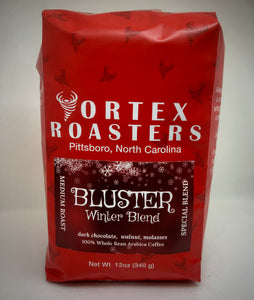 VORTEX
ROASTERS
Pittsboro, North Carolina
MEDIUM ROAST
BLUSTER
Winter Blend
dark chocolate, walnut, molasses
100% Whole Bean Arabica Coffee
SPECIAL BLEND
Net Wt 12oz (340 g)